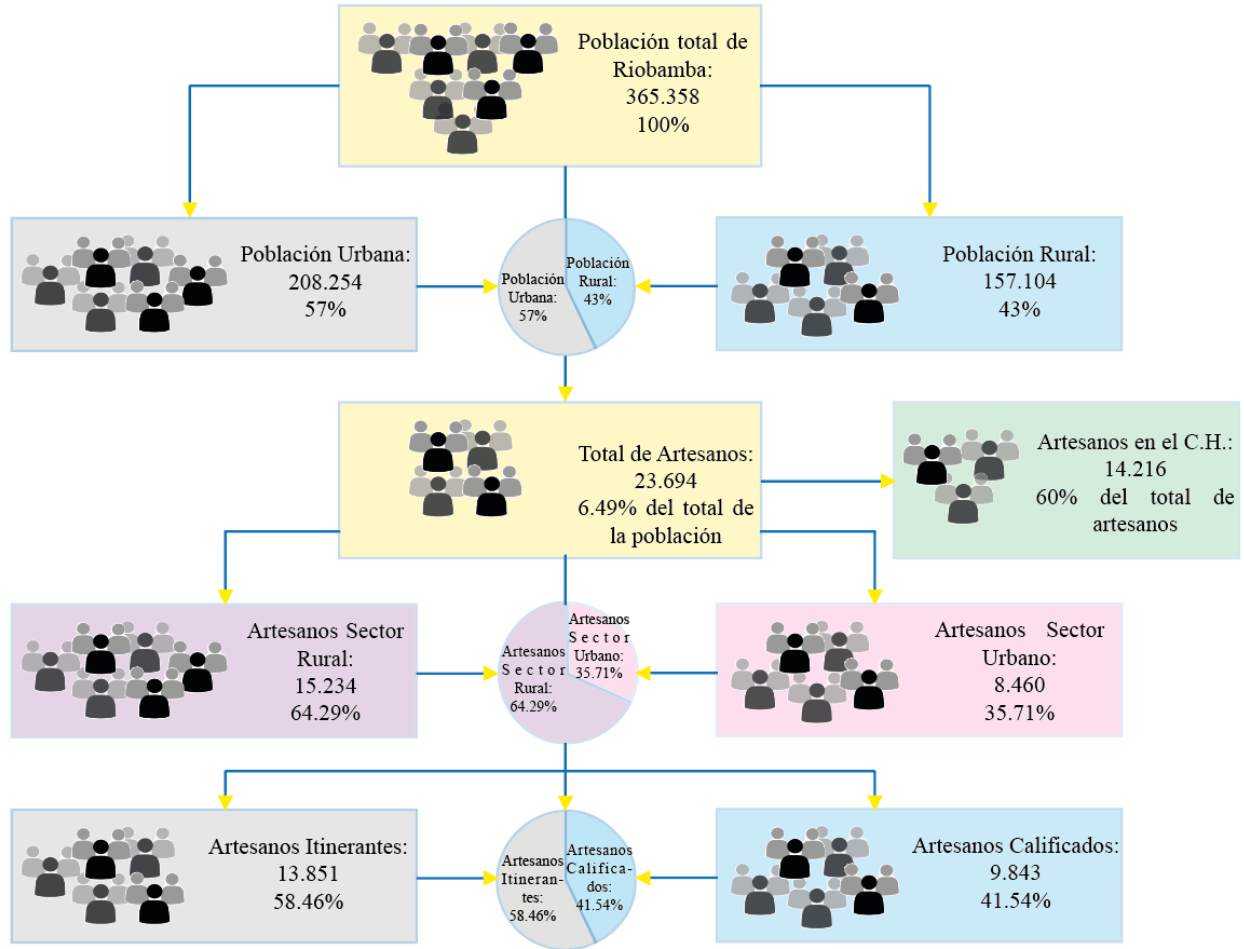 Población total de
Riobamba:
365.358
100%
Población Urbana:
208.254
57%
Población
Urbana:
57%
Población
Rural:
43%
Población Rural:
157.104
43%
Total de Artesanos:
23.694
6.49% del total de
la población
Artesanos en el C.H.:
14.216
60% del total de
artesanos
Artesanos Sector
Rural:
15.234
64.29%
Artesanos
Sector
Rural:
64.29%
Artesanos
Sector
Urbano:
35.71%
Artesanos Sector
Urbano:
8.460
35.71%
Artesanos Itinerantes:
13.851
58.46%
Artesanos
Itineran-
tes:
58.46%
Artesanos
Califica-
dos:
41.54%
Artesanos Calificados:
9.843
41.54%